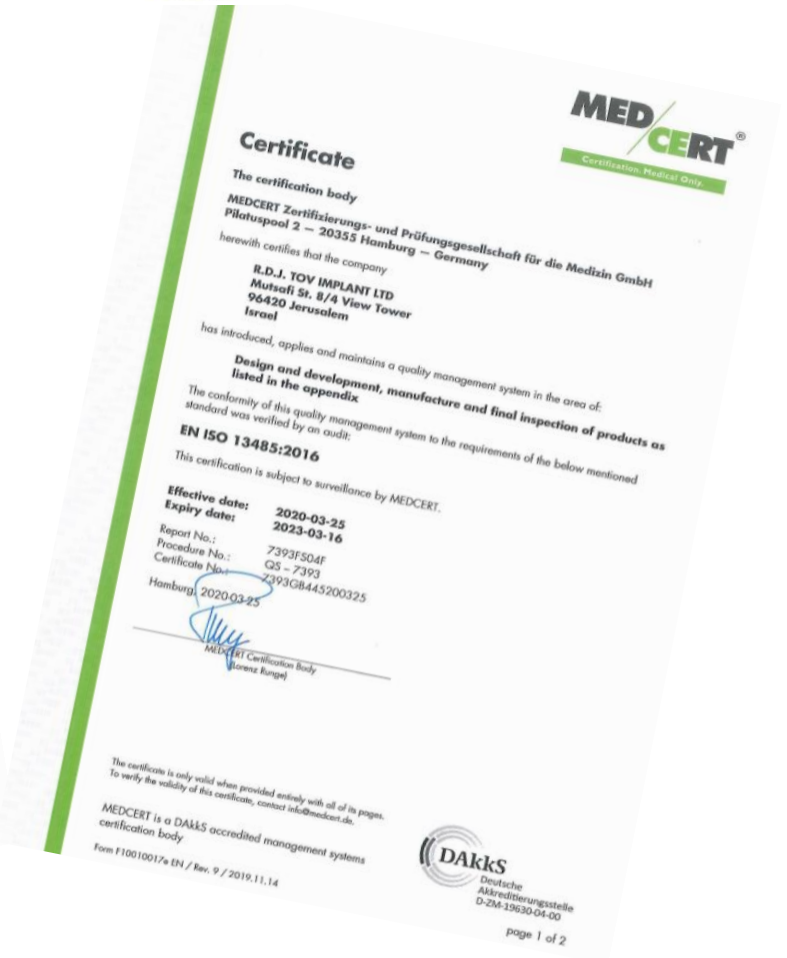 MED/CERT®
Certification. Medical Only.
Certificate
The certification body
MEDCERT Zertifizierungs- und Prüfungsgesellschaft für die Medizin GmbH
Pilatuspool 2 – 20355 Hamburg – Germany
herewith certifies that the company
R.D.J. TOV IMPLANT LTD
Mutsafi St. 8/4 View Tower
96420 Jerusalem
Israel
has introduced, applies and maintains a quality management system in the area of:
Design and development, manufacture and final inspection of products as
listed in the appendix
The conformity of this quality management system to the requirements of the below mentioned
standard was verified by an audit:
EN ISO 13485:2016
This certification is subject to surveillance by MEDCERT.
Effective date: 2020-03-25
Expiry date: 2023-03-16
Report No.: 7393FS04F
Procedure No.: QS – 7393
Certificate No.: 7393GB445200325
Hamburg, 2020-03-25
MEDCERT Certification Body
(Lorenz Runge)
The certificate is only valid when provided entirely with all of its pages.
To verify the validity of this certificate, contact info@medcert.de.
MEDCERT is a DAkkS accredited management systems
certification body
Form F10010017e EN / Rev. 9 / 2019.11.14
DAkkS
Deutsche
Akkreditierungsstelle
D-ZM-19630-04-00
page 1 of 2